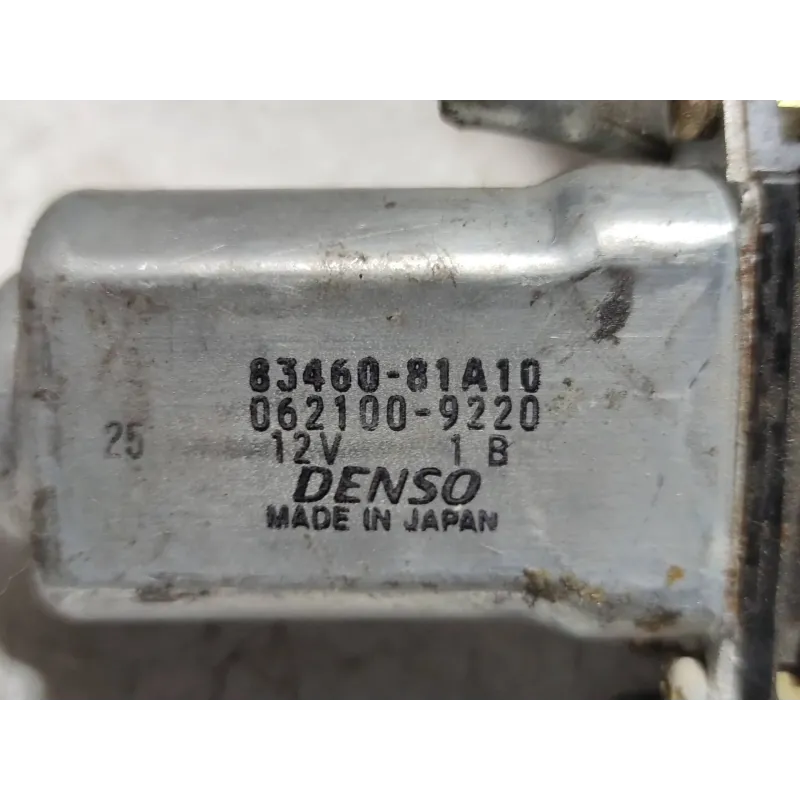 83460-81A10
062100-9220
25 12V 1 B
DENSO
MADE IN JAPAN